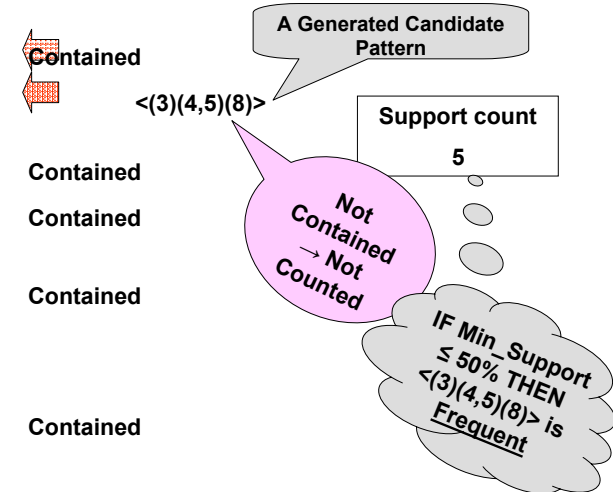 A Generated Candidate
Pattern
Contained
<(3)(4,5)(8)>
Support count
5
Contained
Contained
Not
Contained
→ Not
Counted
Contained
IF Min_Support
≤ 50% THEN
<(3)(4,5)(8)> is
Frequent
Contained